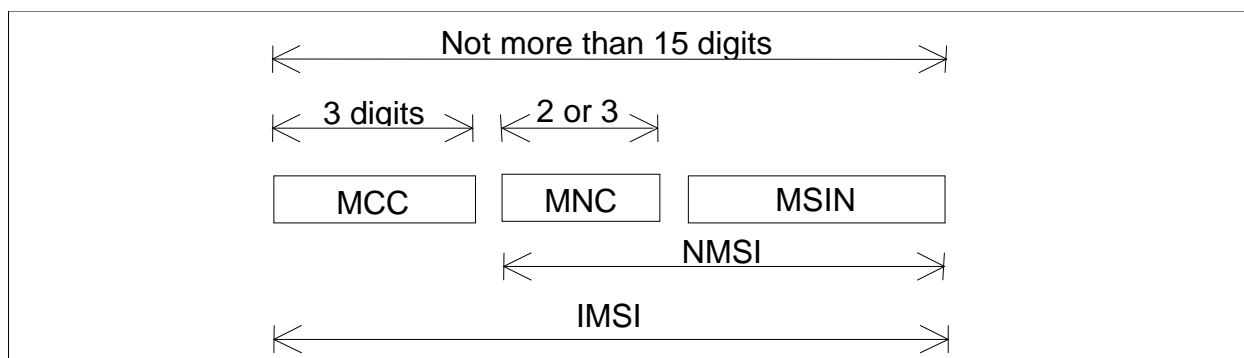 Not more than 15 digits
3 digits
2 or 3
MCC
MNC
MSIN
NMSI
IMSI